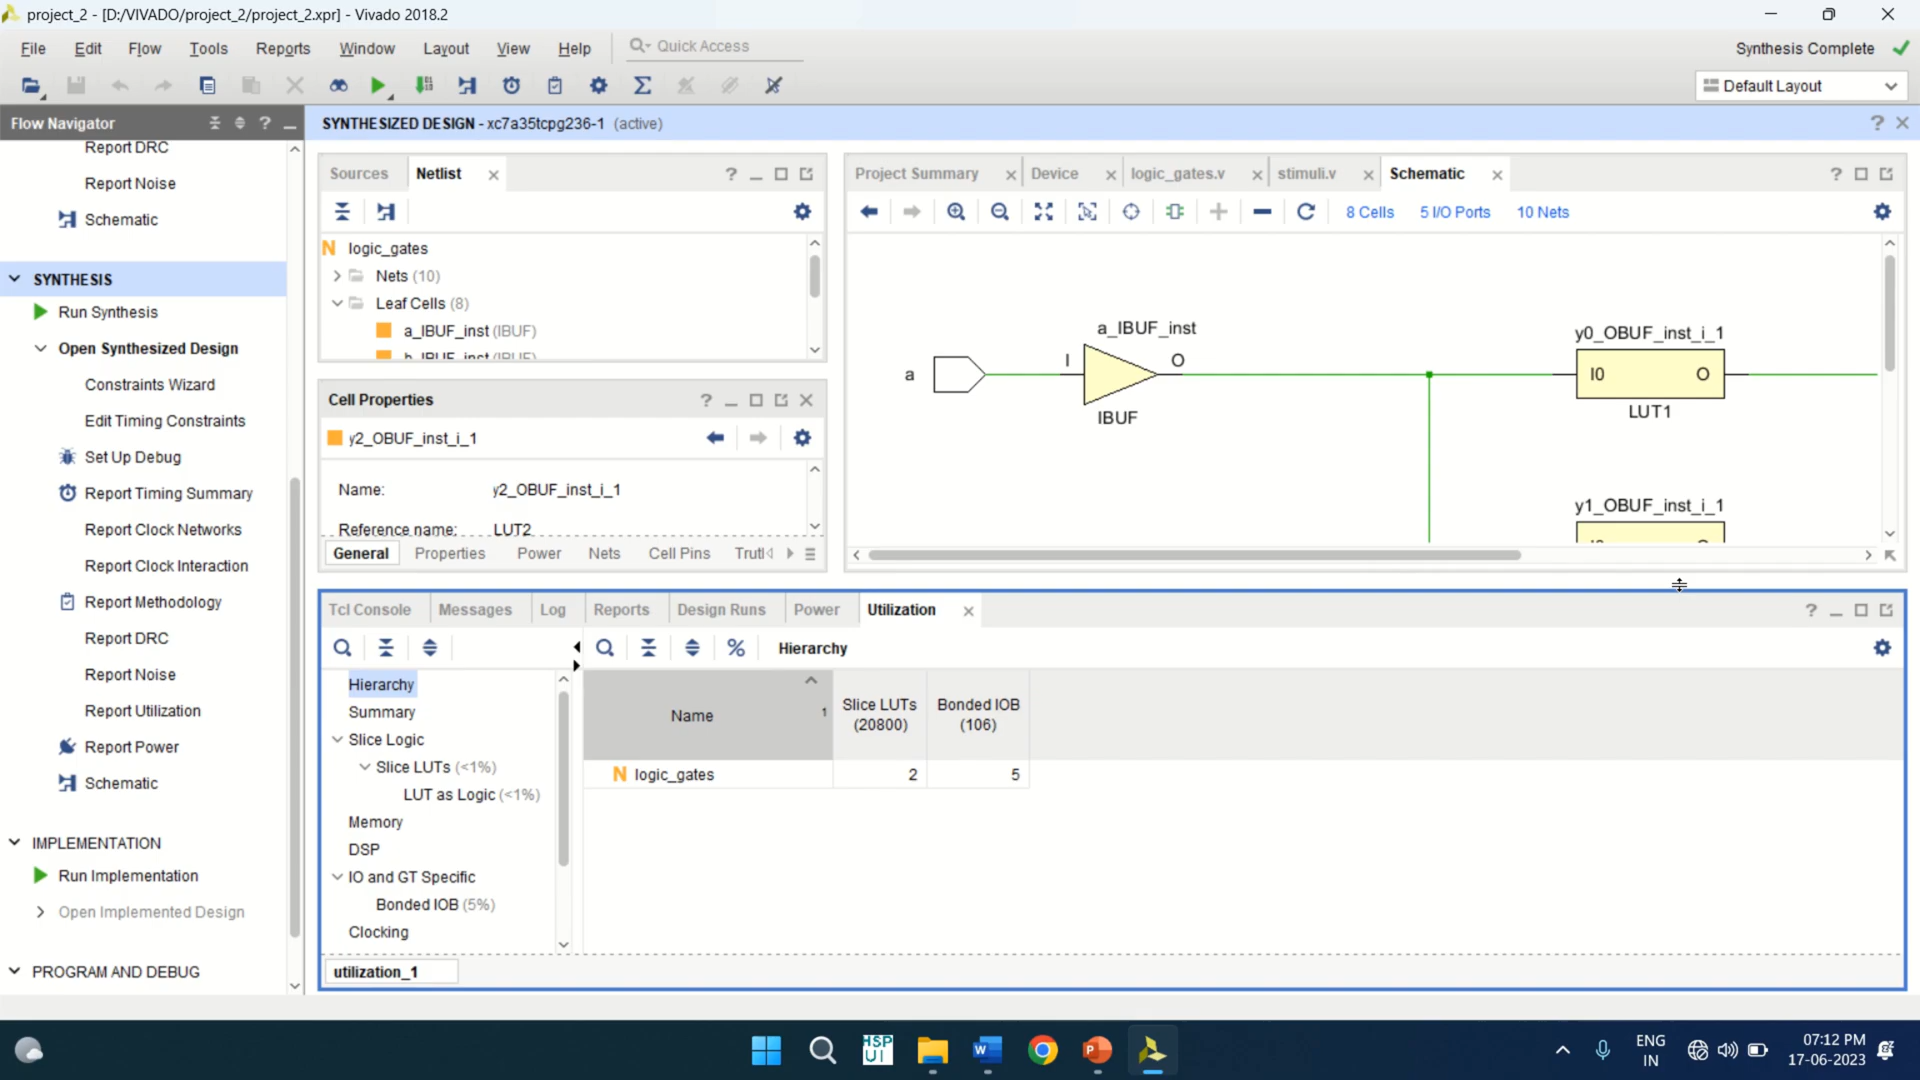 project_2 - [D:/VIVADO/project_2/project_2.xpr] - Vivado 2018.2
File Edit Flow Tools Reports Window Layout View Help Quick Access
Synthesis Complete
Default Layout
Flow Navigator
SYNTHESIZED DESIGN - xc7a35tcpg236-1 (active)
Report DRC
Report Noise
Schematic
SYNTHESIS
Run Synthesis
Open Synthesized Design
Constraints Wizard
Edit Timing Constraints
Set Up Debug
Report Timing Summary
Report Clock Networks
Report Clock Interaction
Report Methodology
Report DRC
Report Noise
Report Utilization
Report Power
Schematic
IMPLEMENTATION
Run Implementation
Open Implemented Design
PROGRAM AND DEBUG
Sources Netlist
logic_gates
Nets (10)
Leaf Cells (8)
a_IBUF_inst (IBUF)
b_IBUF_inst (IBUF)
Cell Properties
y2_OBUF_inst_i_1
Name: y2_OBUF_inst_i_1
Reference name: LUT2
General Properties Power Nets Cell Pins Truth
Project Summary Device logic_gates.v stimuli.v Schematic
8 Cells 5 I/O Ports 10 Nets
a_IBUF_inst
y0_OBUF_inst_i_1
I O
a
I0 O
LUT1
IBUF
y1_OBUF_inst_i_1
Tcl Console Messages Log Reports Design Runs Power Utilization
% Hierarchy
Hierarchy
Summary
Slice Logic
Slice LUTs (<1%)
LUT as Logic (<1%)
Memory
DSP
IO and GT Specific
Bonded IOB (5%)
Clocking
Name 1
Slice LUTs (20800)
Bonded IOB (106)
logic_gates 2 5
utilization_1
HSP UI
ENG IN
07:12 PM
17-06-2023